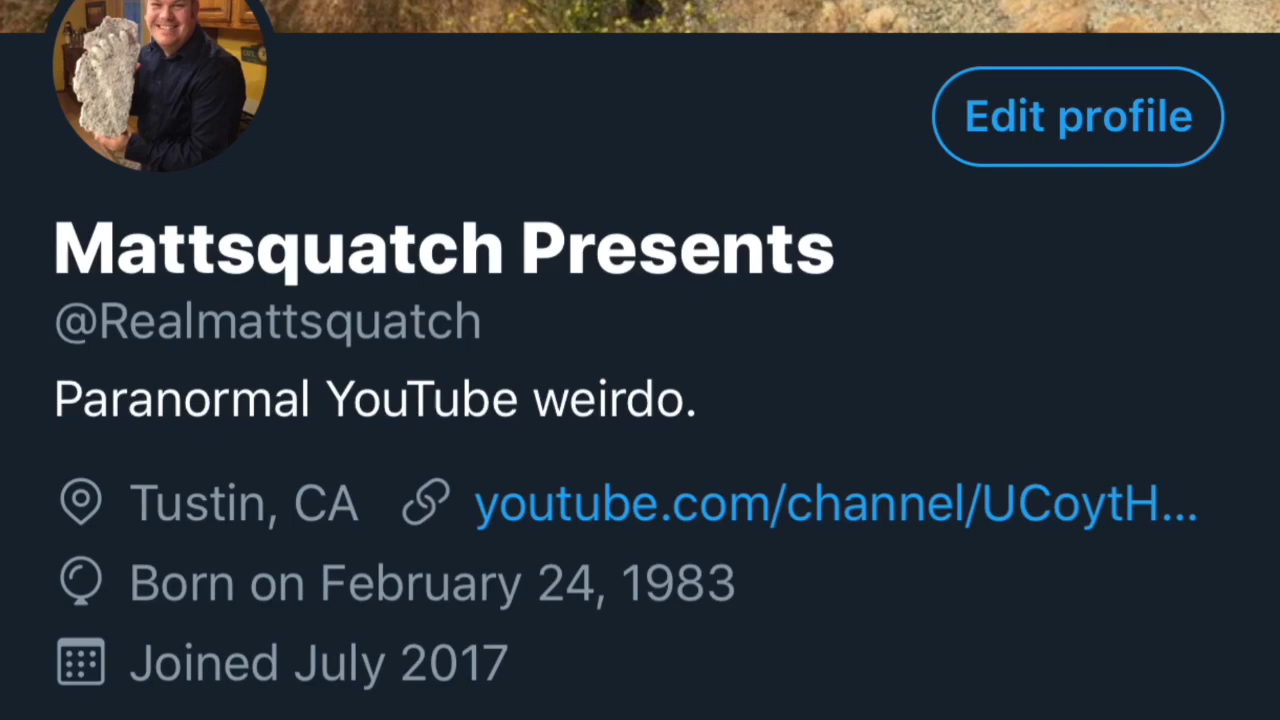 Edit profile
Mattsquatch Presents
@Realmattsquatch
Paranormal YouTube weirdo.
Tustin, CA youtube.com/channel/UCoytH...
Born on February 24, 1983
Joined July 2017